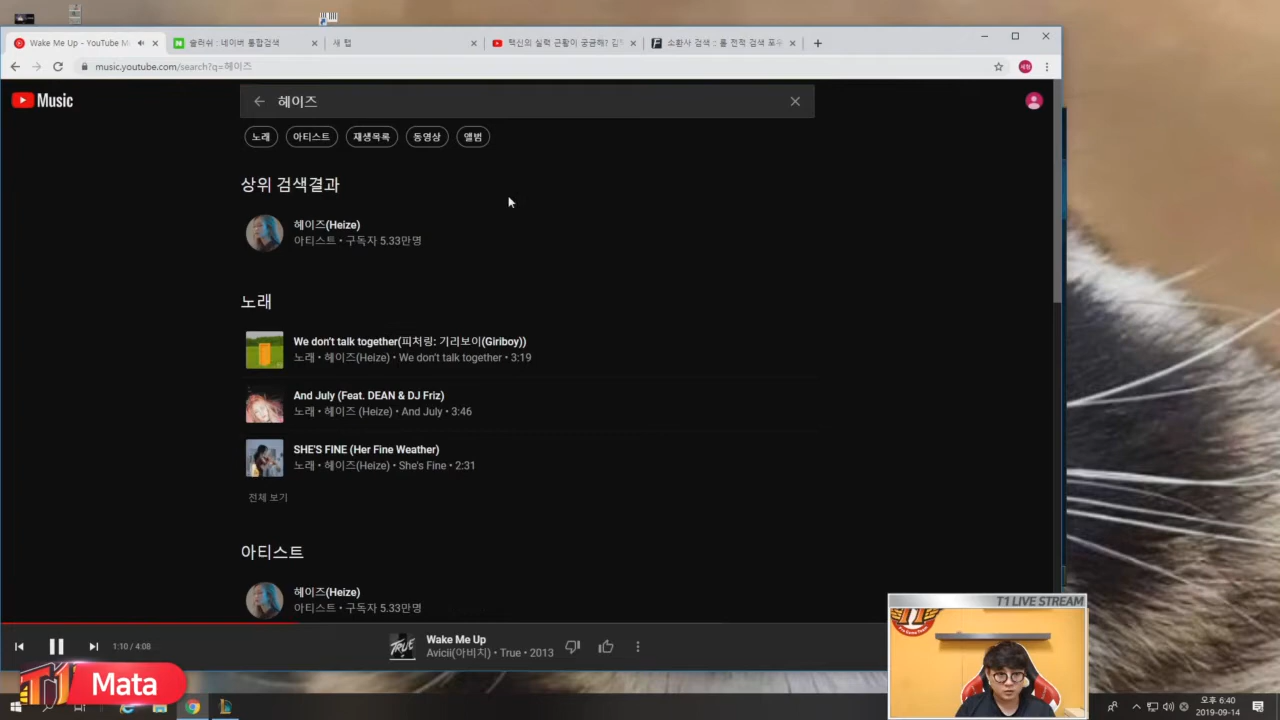 Wake Me Up - YouTube M
슬러쉬 : 네이버 통합검색
새 탭
소환사 검색 :: 롤 전적 검색 포우
music.youtube.com/search?q=헤이즈
Music
헤이즈
노래
아티스트
재생목록
동영상
앨범
상위 검색결과
헤이즈(Heize)
아티스트 • 구독자 5.33만명
노래
We don't talk together(피처링: 기리보이(Giriboy))
노래 • 헤이즈(Heize) • We don't talk together • 3:19
And July (Feat. DEAN & DJ Friz)
노래 • 헤이즈 (Heize) • And July • 3:46
SHE'S FINE (Her Fine Weather)
노래 • 헤이즈(Heize) • She's Fine • 2:31
전체 보기
아티스트
헤이즈(Heize)
아티스트 • 구독자 5.33만명
T1 LIVE STREAM
1:10 / 4:08
TRUE
Wake Me Up
Avicii(아비치) • True • 2013
T1
Mata
오후 6:40
2019-09-14